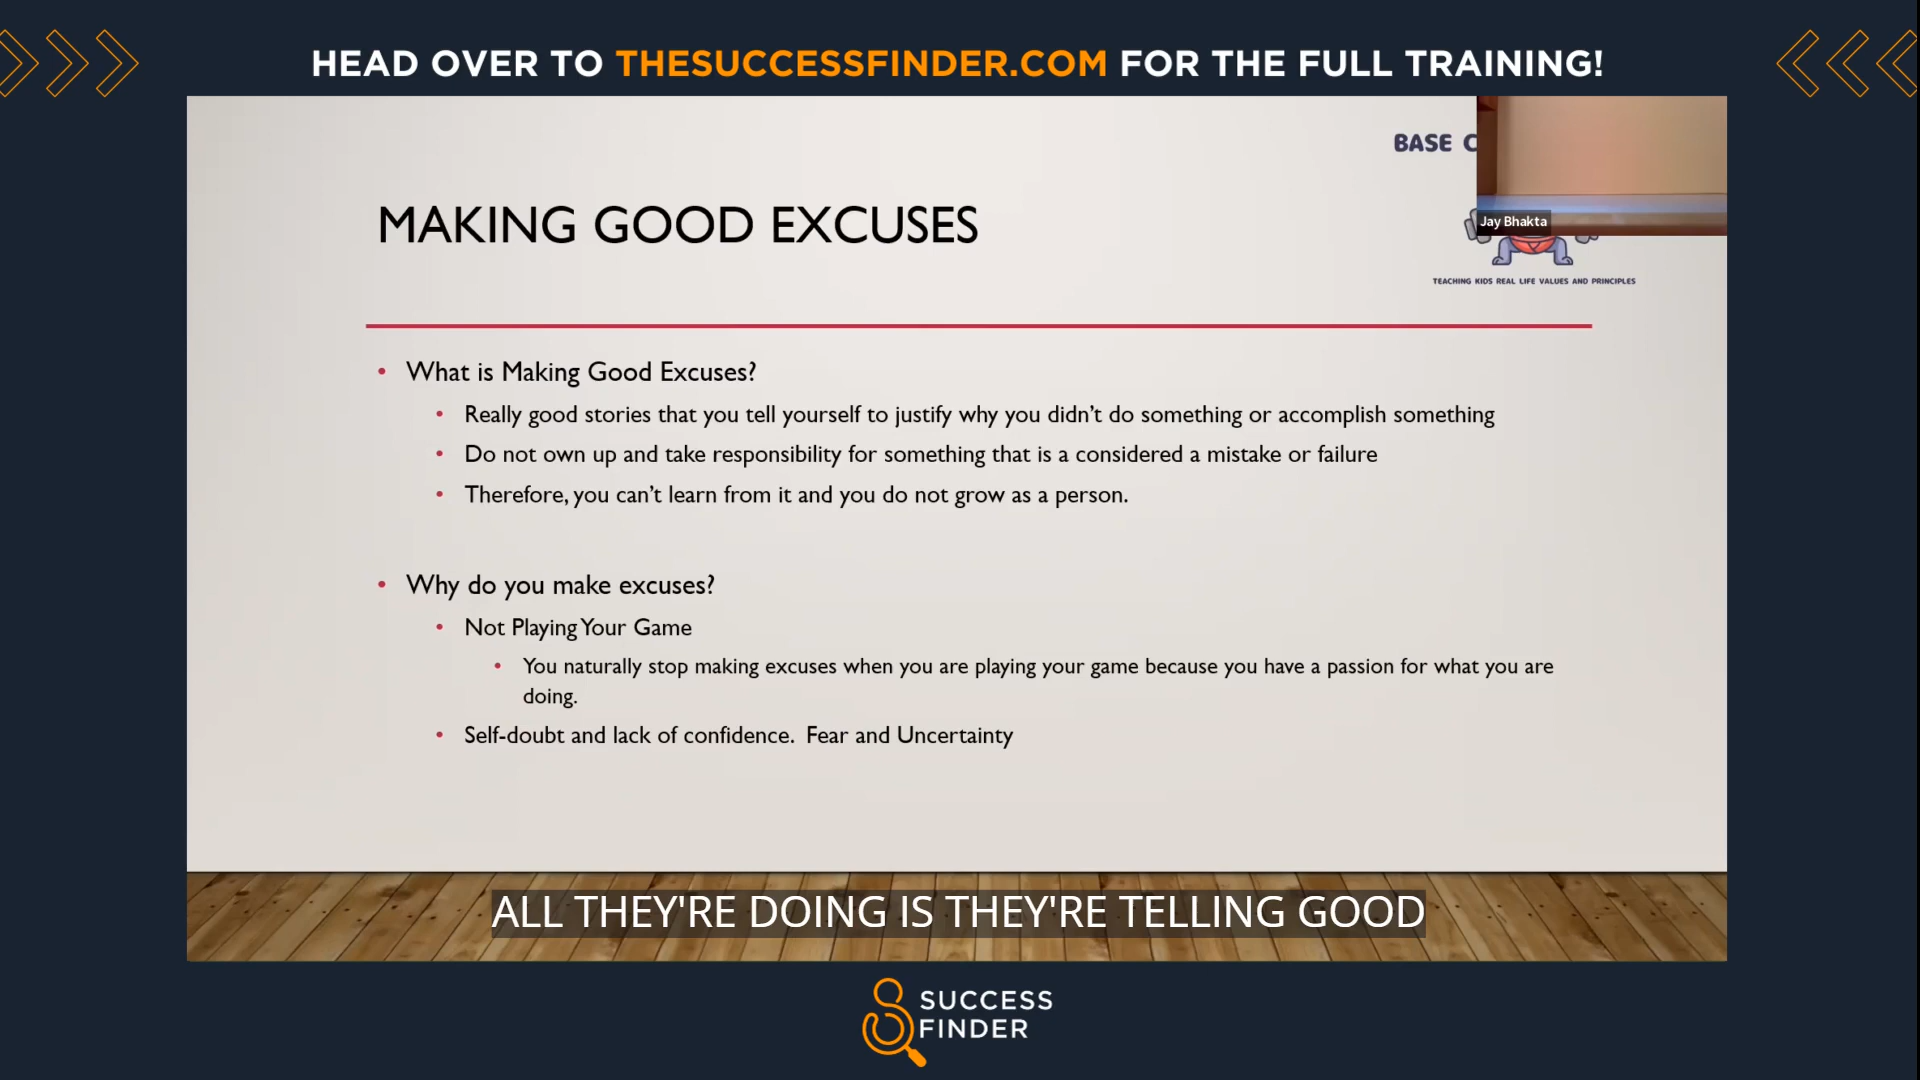 HEAD OVER TO THESUCCESSFINDER.COM FOR THE FULL TRAINING!
BASE
Jay Bhakta
MAKING GOOD EXCUSES
TEACHING KIDS REAL LIFE VALUES AND PRINCIPLES
• What is Making Good Excuses?
• Really good stories that you tell yourself to justify why you didn’t do something or accomplish something
• Do not own up and take responsibility for something that is a considered a mistake or failure
• Therefore, you can’t learn from it and you do not grow as a person.
• Why do you make excuses?
• Not Playing Your Game
• You naturally stop making excuses when you are playing your game because you have a passion for what you are
doing.
• Self-doubt and lack of confidence. Fear and Uncertainty
ALL THEY'RE DOING IS THEY'RE TELLING GOOD
SUCCESS
FINDER